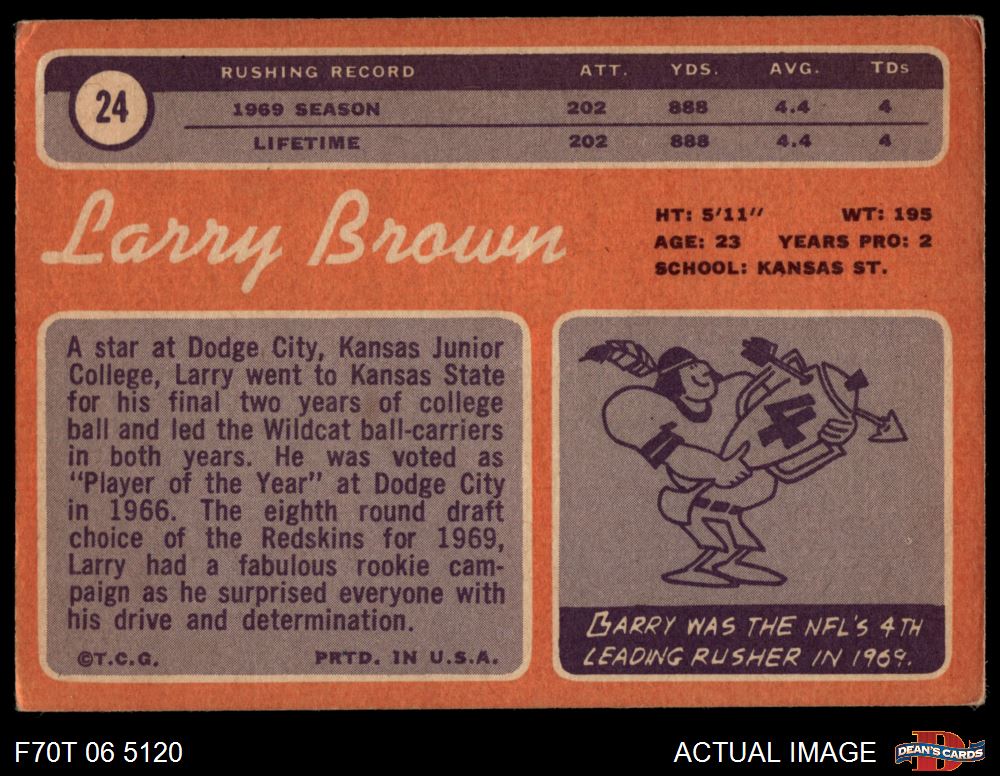 24
RUSHING RECORD ATT. YDS. AVG. TDs
1969 SEASON 202 888 4.4 4
LIFETIME 202 888 4.4 4
Larry Brown
HT: 5'11" WT: 195
AGE: 23 YEARS PRO: 2
SCHOOL: KANSAS ST.
A star at Dodge City, Kansas Junior
College, Larry went to Kansas State
for his final two years of college
ball and led the Wildcat ball-carriers
in both years. He was voted as
"Player of the Year" at Dodge City
in 1966. The eighth round draft
choice of the Redskins for 1969,
Larry had a fabulous rookie cam-
paign as he surprised everyone with
his drive and determination.
©T.C.G. PRTD. IN U.S.A.
4
LARRY WAS THE NFL'S 4TH
LEADING RUSHER IN 1969.
F70T 06 5120
ACTUAL IMAGE
D
DEAN'S CARDS